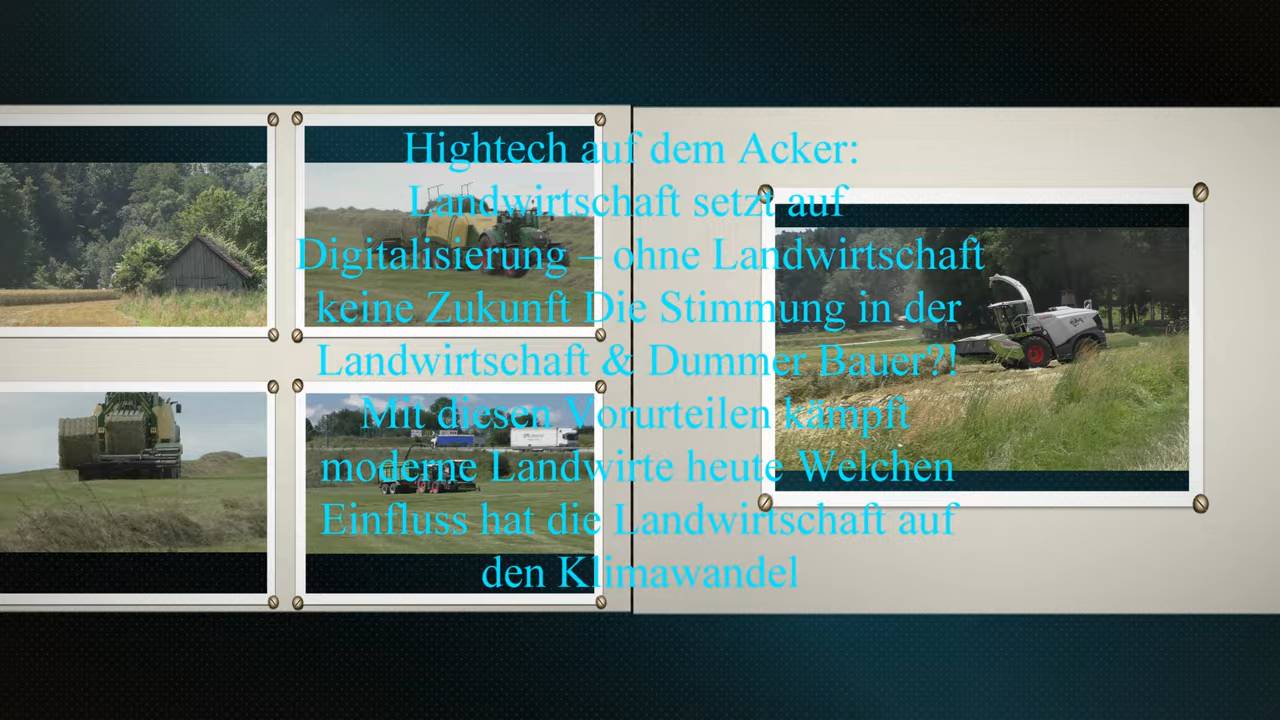 Hightech auf dem Acker:
Landwirtschaft setzt auf
Digitalisierung – ohne Landwirtschaft
keine Zukunft Die Stimmung in der
Landwirtschaft & Dummer Bauer?!
Mit diesen Vorurteilen kämpft
moderne Landwirte heute Welchen
Einfluss hat die Landwirtschaft auf
den Klimawandel